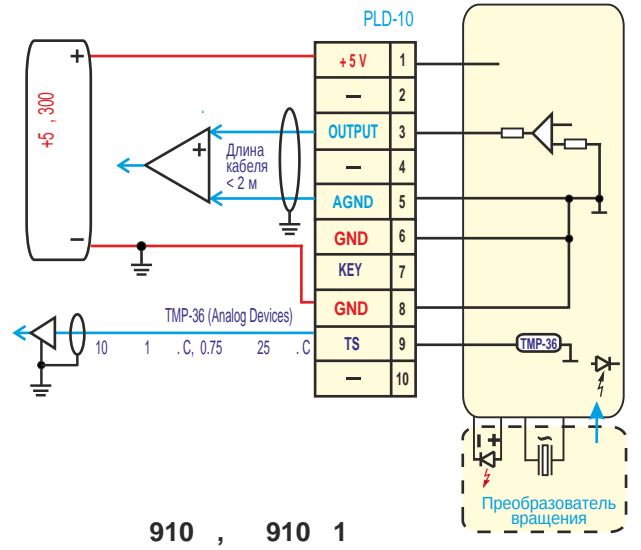 PLD-10
+5 , 300
+
−
+ 5 V 1
— 2
OUTPUT 3
— 4
AGND 5
GND 6
KEY 7
GND 8
TS 9
— 10
+
Длина
кабеля
< 2 м
TMP-36 (Analog Devices)
10 1 . C, 0.75 25 . C
TMP-36
− +
Преобразователь
вращения
910 , 910 1